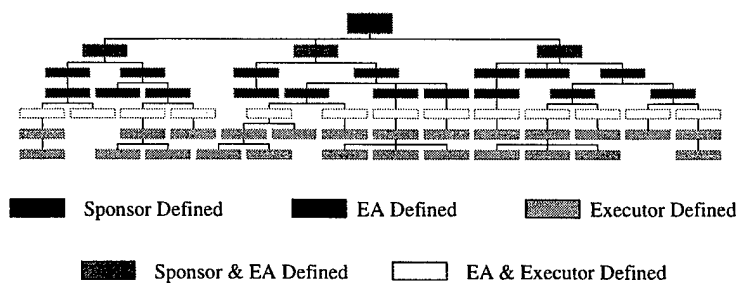 Sponsor Defined
EA Defined
Executor Defined
Sponsor & EA Defined
EA & Executor Defined